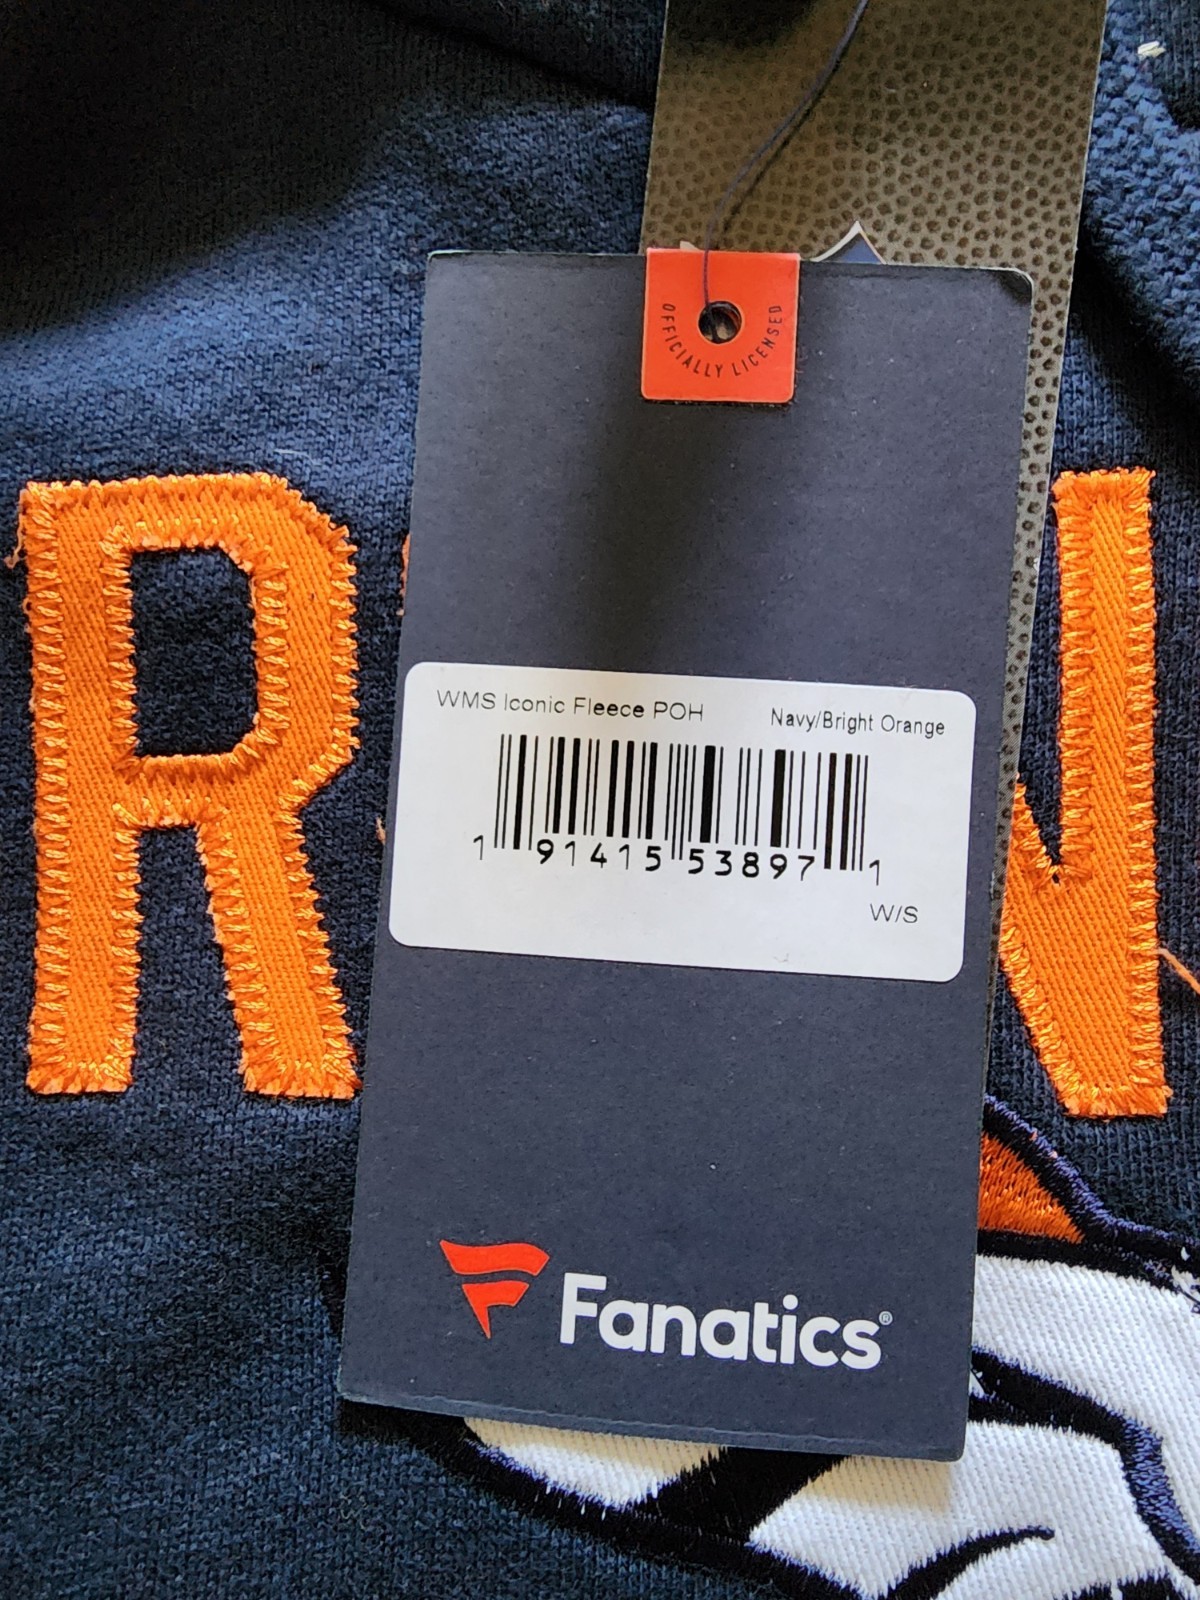 OFFICIALLY LICENSED
R N
WMS Iconic Fleece POH
Navy/Bright Orange
1 91415 53897 1
W/S
Fanatics®